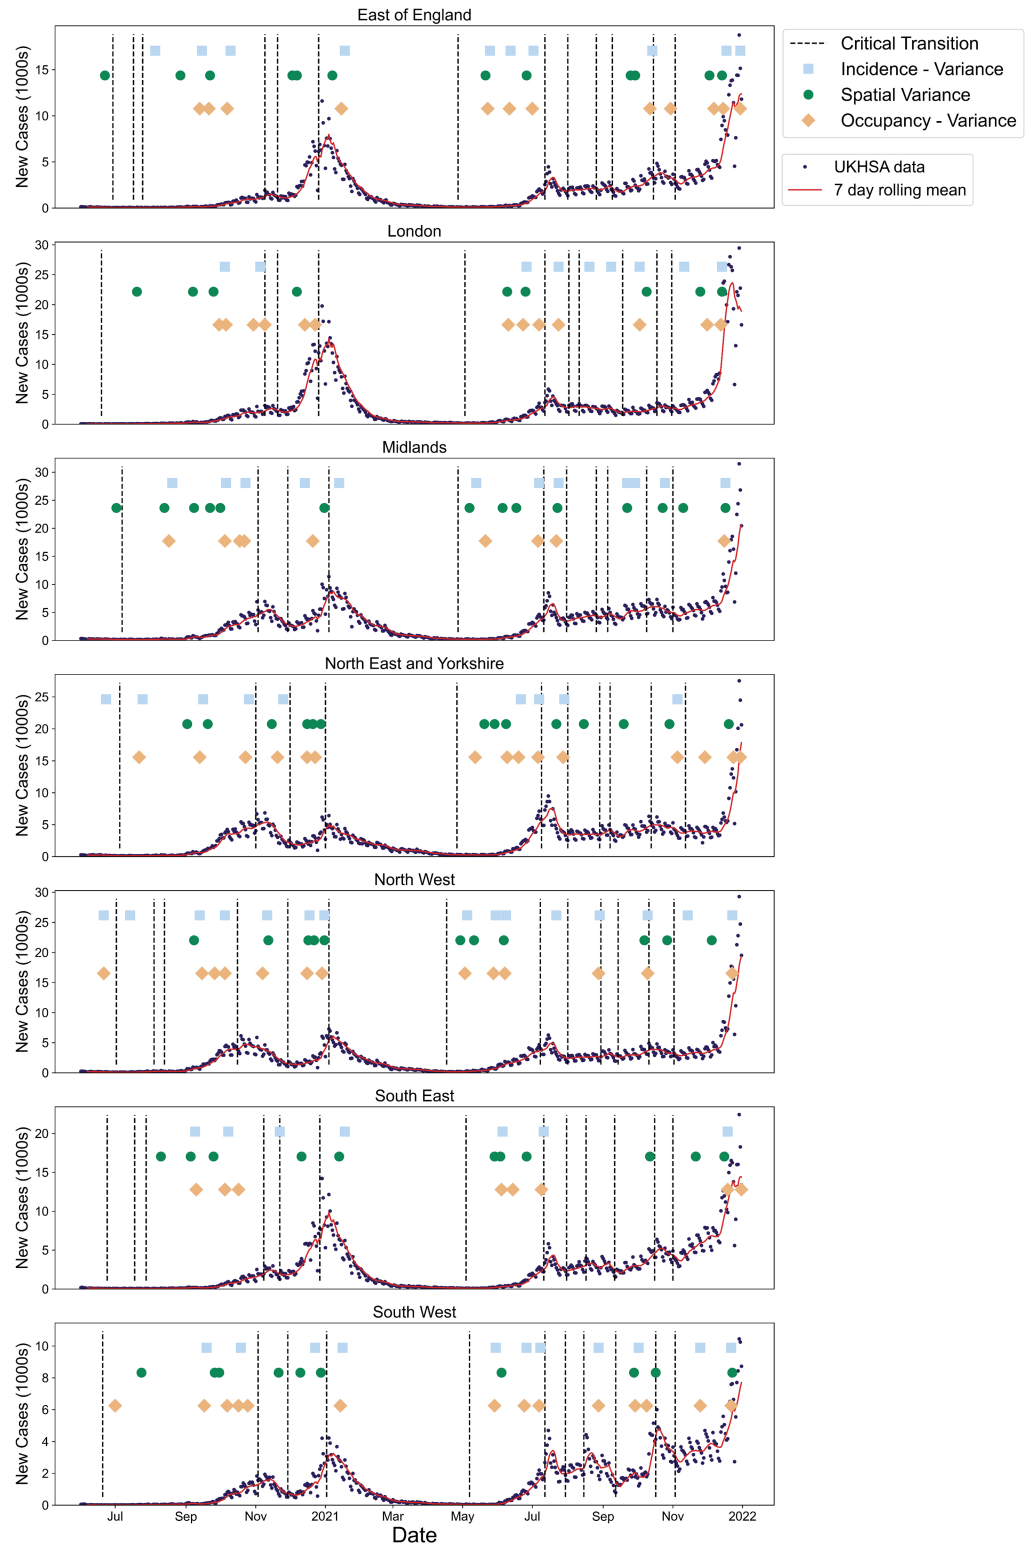 East of England
New Cases (1000s)
15
10
5
0
Critical Transition
Incidence - Variance
Spatial Variance
Occupancy - Variance
UKHSA data
7 day rolling mean
London
New Cases (1000s)
30
25
20
15
10
5
0
Midlands
New Cases (1000s)
30
25
20
15
10
5
0
North East and Yorkshire
New Cases (1000s)
25
20
15
10
5
0
North West
New Cases (1000s)
30
25
20
15
10
5
0
South East
New Cases (1000s)
20
15
10
5
0
South West
New Cases (1000s)
10
8
6
4
2
0
Jul Sep Nov 2021 Mar May Jul Sep Nov 2022
Date